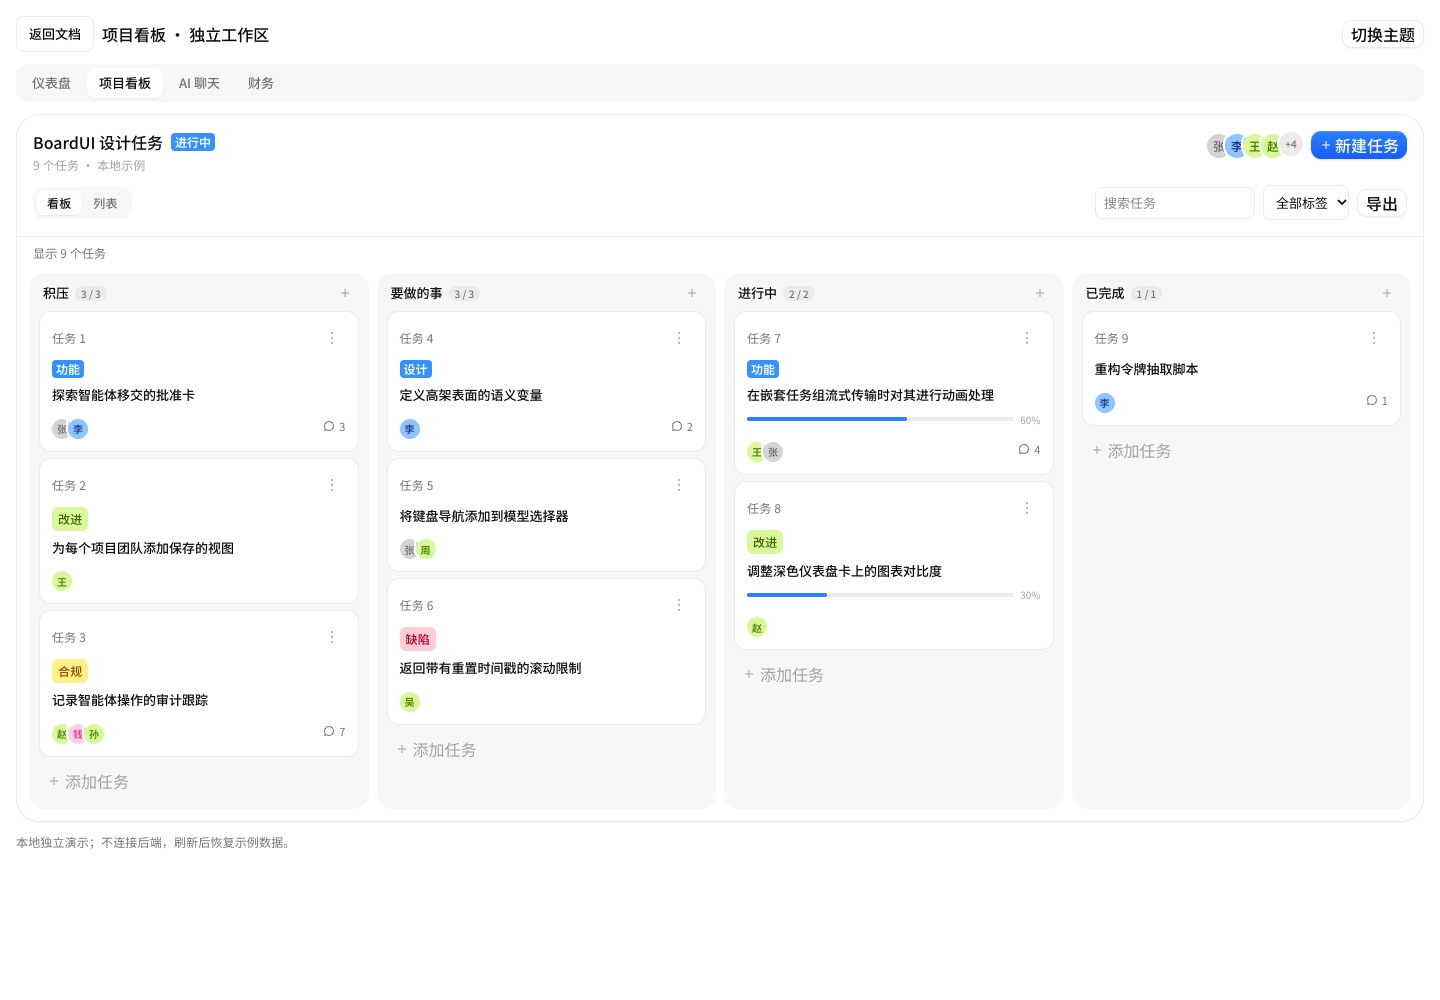 返回文档
项目看板 · 独立工作区
切换主题
仪表盘
项目看板
AI 聊天
财务
BoardUI 设计任务
进行中
9 个任务 · 本地示例
张
李
王
赵
+4
+ 新建任务
看板
列表
搜索任务
全部标签
导出
显示 9 个任务
积压
3 / 3
+
任务 1
功能
探索智能体移交的批准卡
张
李
3
任务 2
改进
为每个项目团队添加保存的视图
王
任务 3
合规
记录智能体操作的审计跟踪
赵
钱
孙
7
+ 添加任务
要做的事
3 / 3
+
任务 4
设计
定义高架表面的语义变量
李
2
任务 5
将键盘导航添加到模型选择器
张
周
任务 6
缺陷
返回带有重置时间戳的滚动限制
吴
+ 添加任务
进行中
2 / 2
+
任务 7
功能
在嵌套任务组流式传输时对其进行动画处理
60%
王
张
4
任务 8
改进
调整深色仪表盘卡上的图表对比度
30%
赵
+ 添加任务
已完成
1 / 1
+
任务 9
重构令牌抽取脚本
李
1
+ 添加任务
本地独立演示；不连接后端，刷新后恢复示例数据。